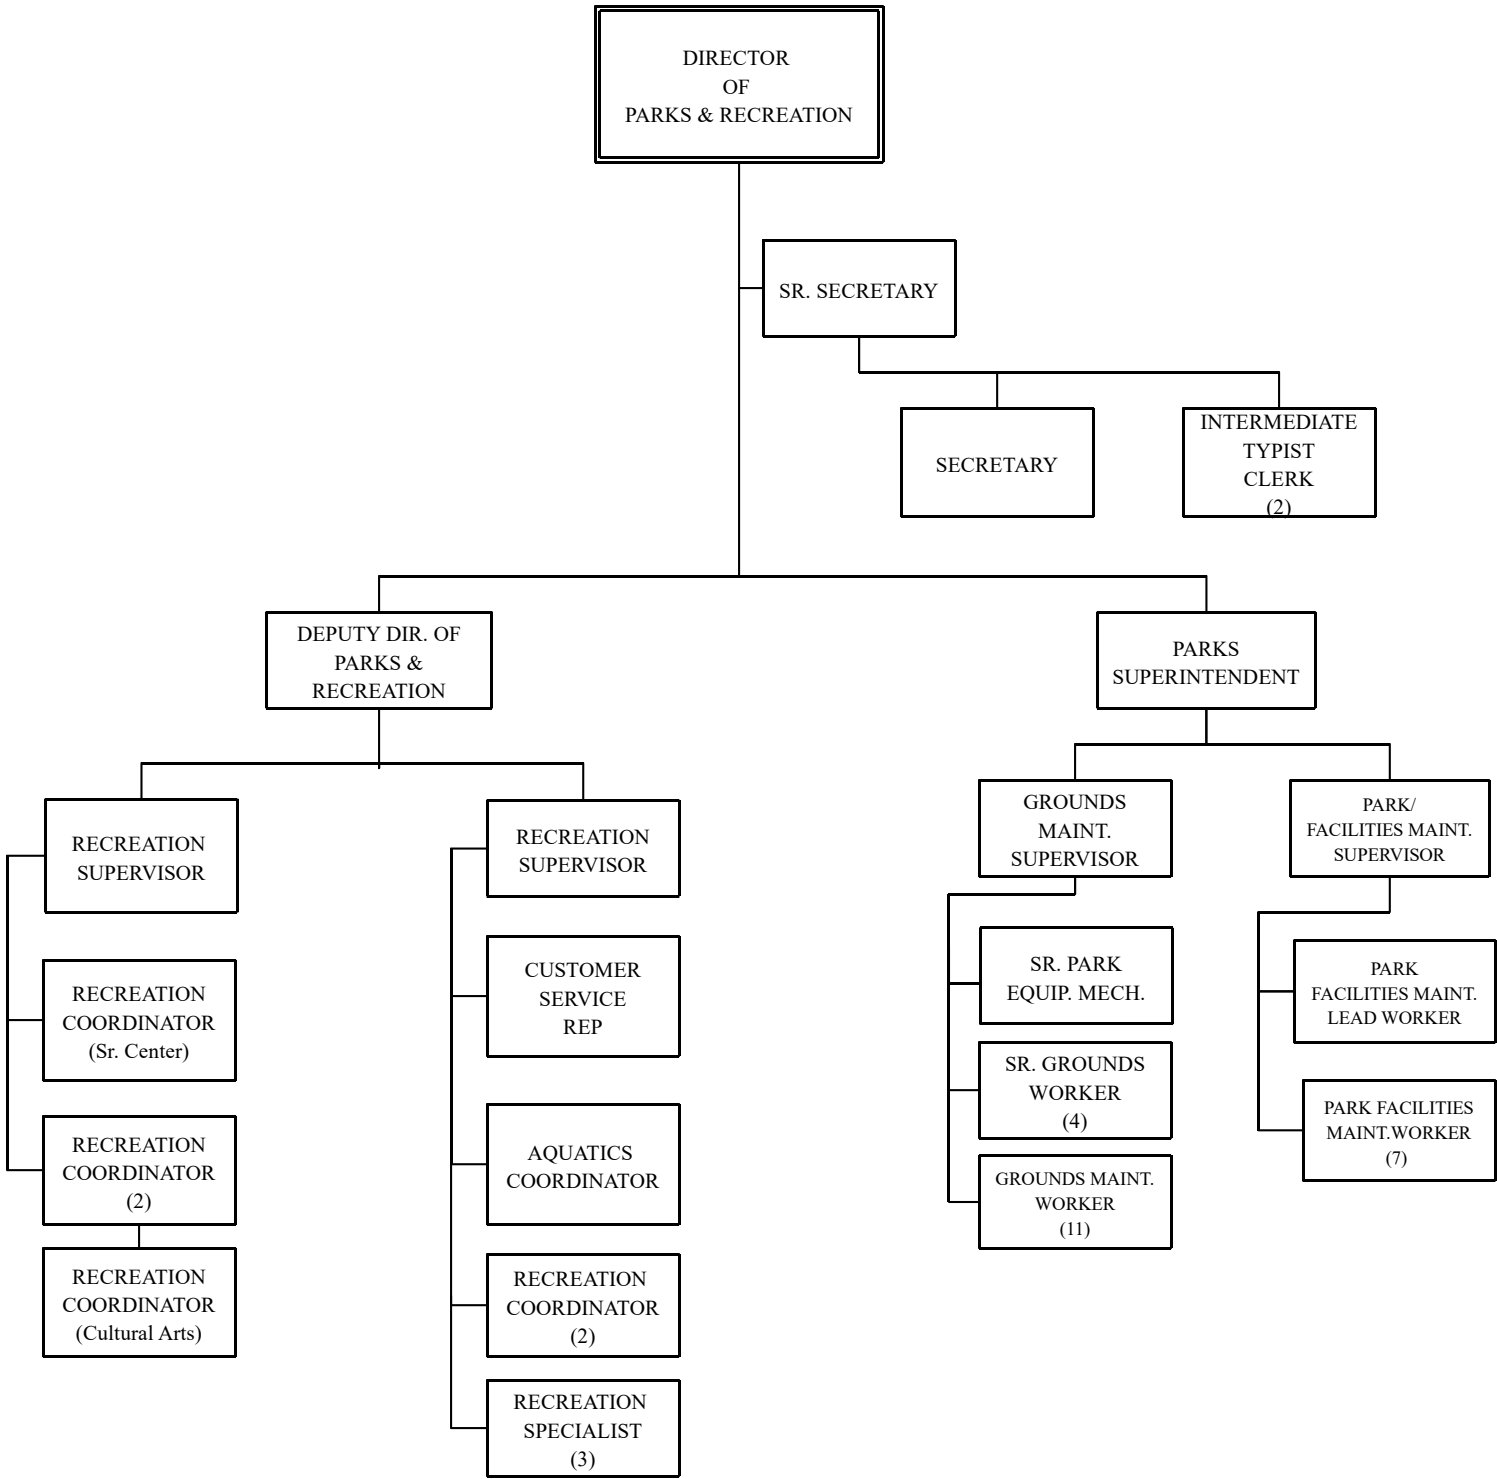 DIRECTOR
OF
PARKS & RECREATION
SR. SECRETARY
SECRETARY
INTERMEDIATE
TYPIST
CLERK
(2)
DEPUTY DIR. OF
PARKS &
RECREATION
PARKS
SUPERINTENDENT
RECREATION
SUPERVISOR
RECREATION
COORDINATOR
(Sr. Center)
RECREATION
COORDINATOR
(2)
RECREATION
COORDINATOR
(Cultural Arts)
RECREATION
SUPERVISOR
CUSTOMER
SERVICE
REP
AQUATICS
COORDINATOR
RECREATION
COORDINATOR
(2)
RECREATION
SPECIALIST
(3)
GROUNDS
MAINT.
SUPERVISOR
SR. PARK
EQUIP. MECH.
SR. GROUNDS
WORKER
(4)
GROUNDS MAINT.
WORKER
(11)
PARK/
FACILITIES MAINT.
SUPERVISOR
PARK
FACILITIES MAINT.
LEAD WORKER
PARK FACILITIES
MAINT.WORKER
(7)